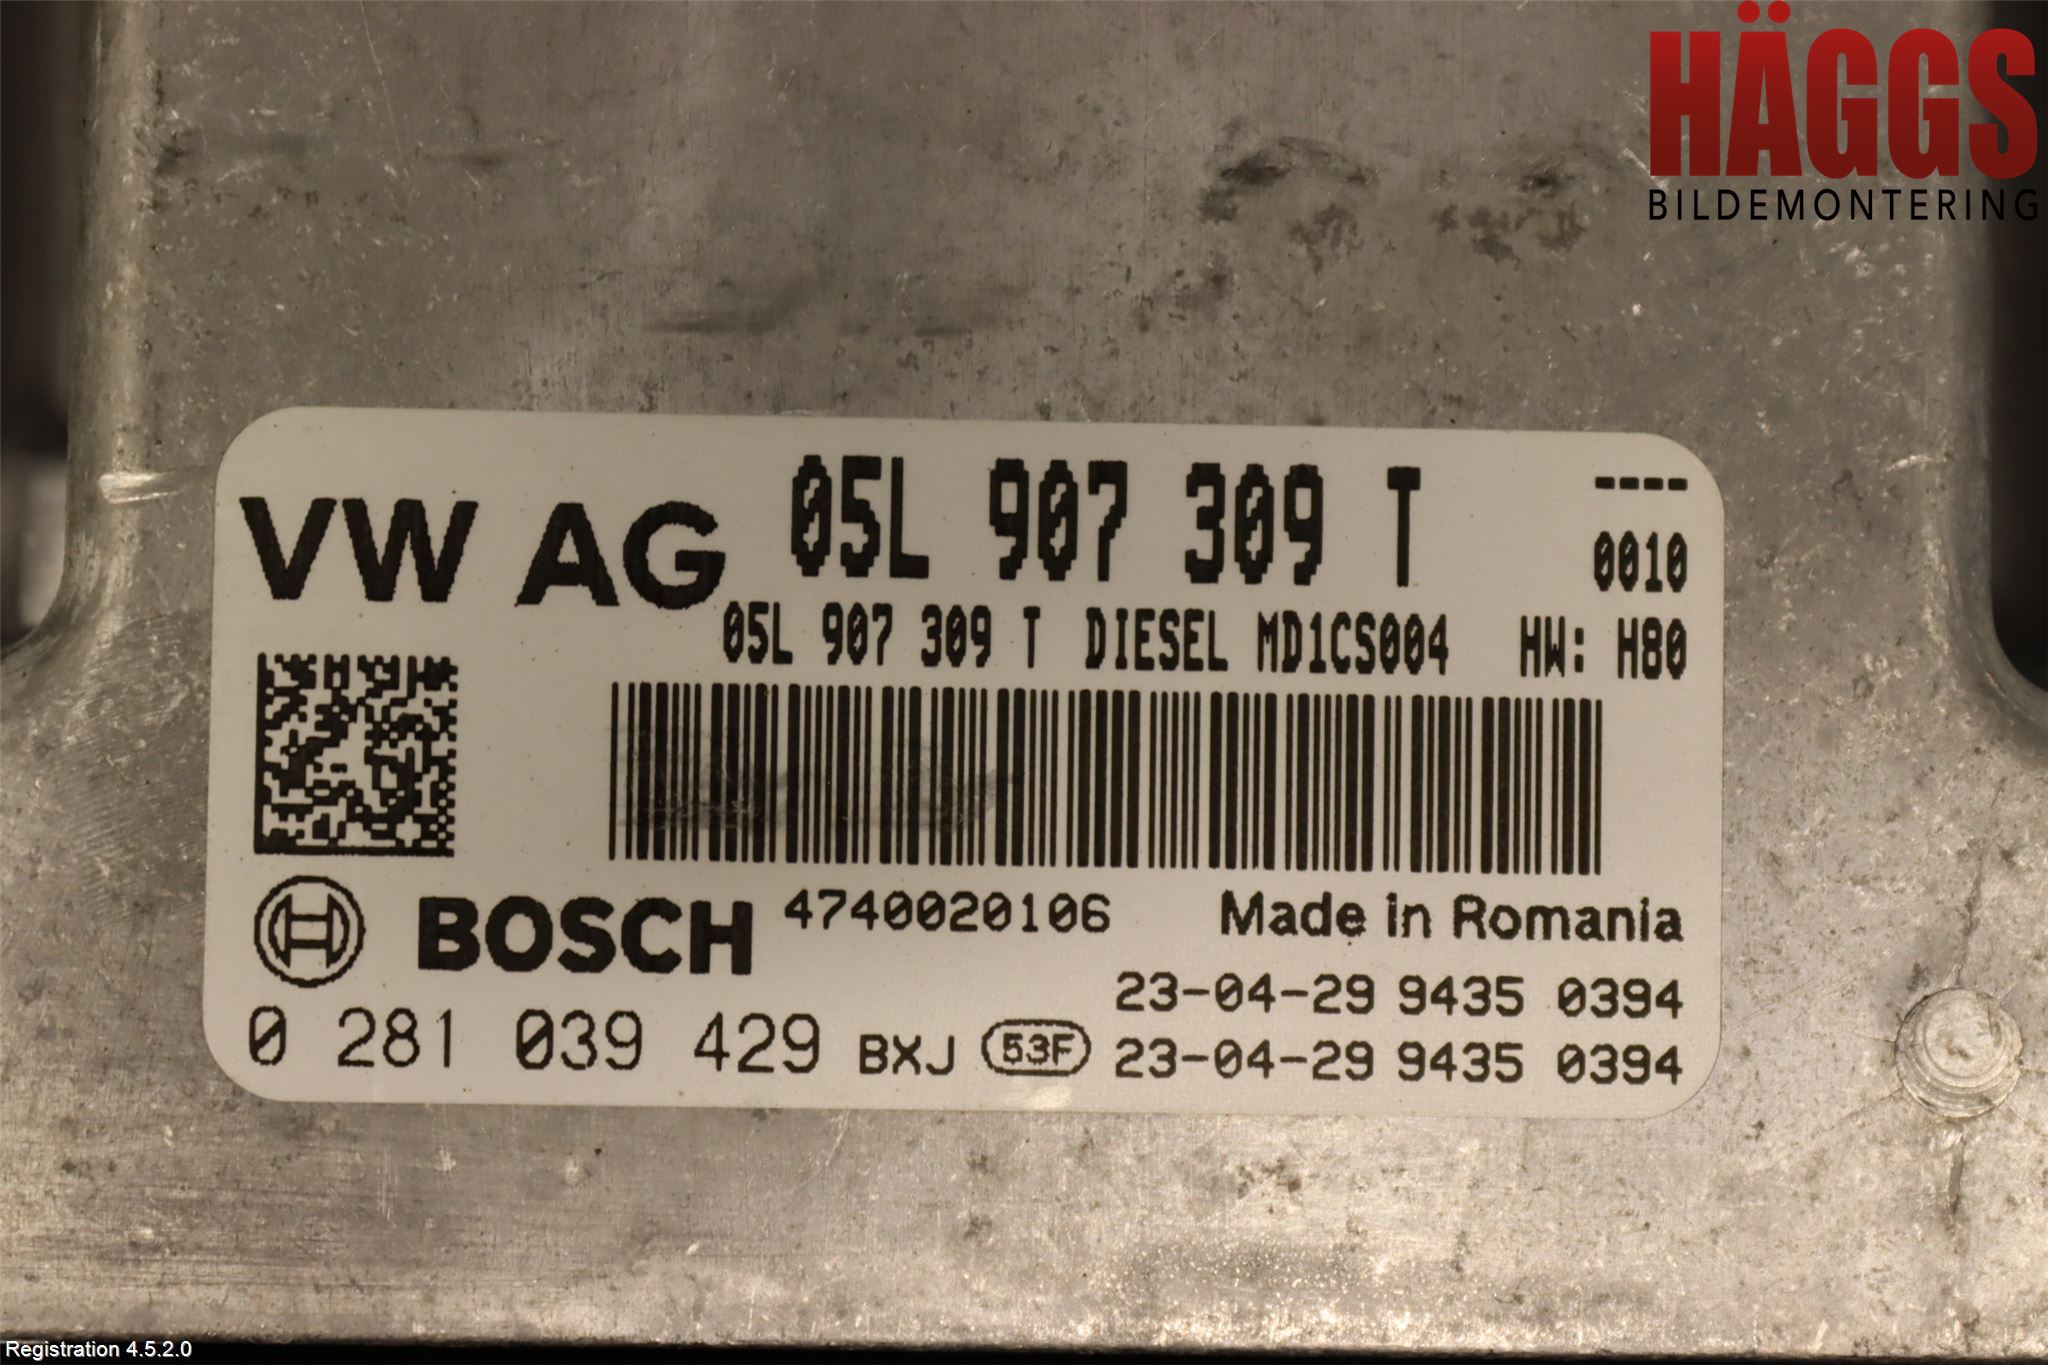 HÄGGS
BILDEMONTERING
VW AG 05L 907 309 T ----
0010
05L 907 309 T DIESEL MD1CS004 HW: H80
BOSCH 4740020106 Made in Romania
23-04-29 9435 0394
0 281 039 429 BXJ 53F 23-04-29 9435 0394
Registration 4.5.2.0